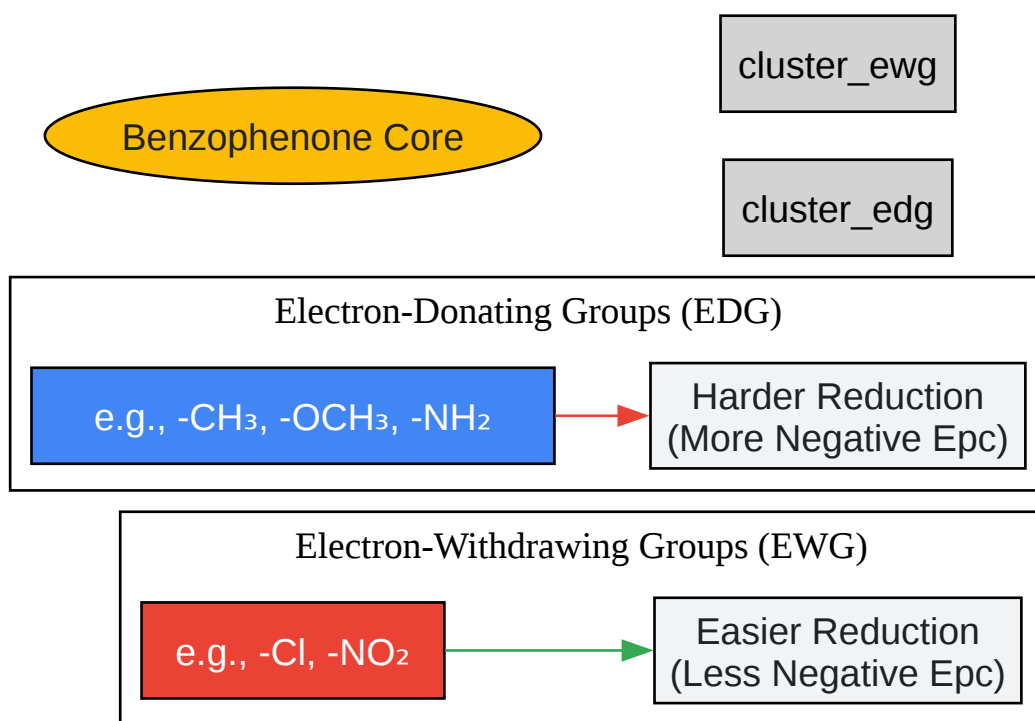 cluster_ewg
Benzophenone Core
cluster_edg
Electron-Donating Groups (EDG)
e.g., -CH₃, -OCH₃, -NH₂
Harder Reduction
(More Negative Epc)
Electron-Withdrawing Groups (EWG)
e.g., -Cl, -NO₂
Easier Reduction
(Less Negative Epc)